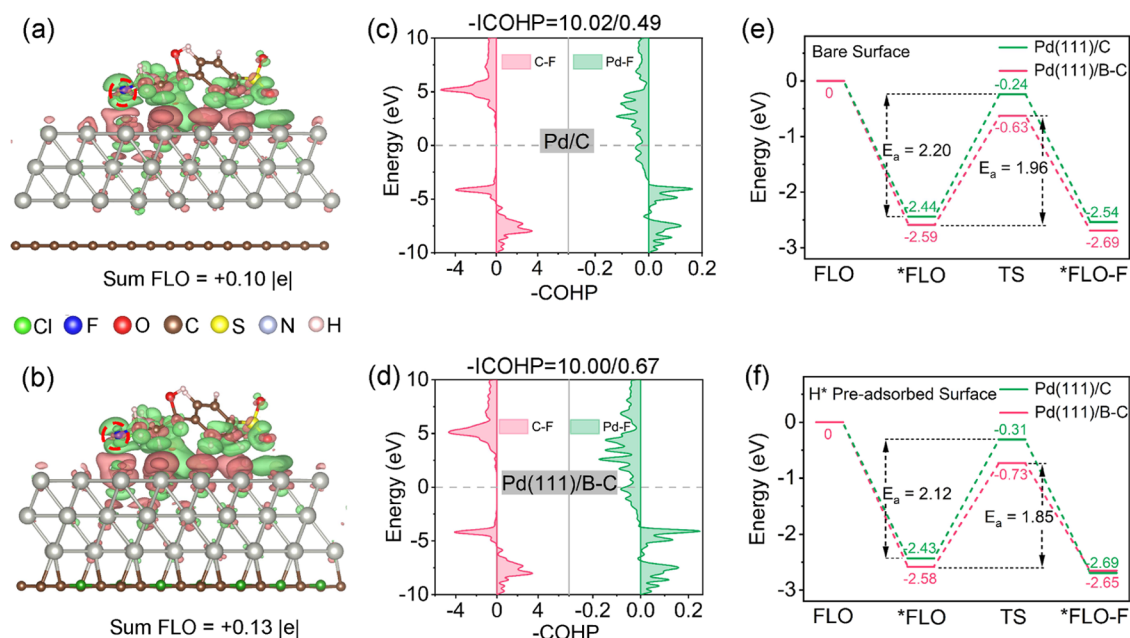 (a)
Sum FLO = +0.10 |e|
Cl F O C S N H
(b)
Sum FLO = +0.13 |e|
(c)
-ICOHP=10.02/0.49
Energy (eV)
10
5
0
-5
-10
C-F
Pd-F
Pd/C
-4 0 4 0.0 0.2
-COHP
(d)
-ICOHP=10.00/0.67
Energy (eV)
10
5
0
-5
-10
C-F
Pd-F
Pd(111)/B-C
-4 0 4 0.0 0.2
-COHP
(e)
Bare Surface
Pd(111)/C
Pd(111)/B-C
Energy (eV)
0
-1
-2
-3
0
-0.24
-0.63
Ea = 2.20
Ea = 1.96
-2.44
-2.59
-2.54
-2.69
FLO *FLO TS *FLO-F
(f)
H* Pre-adsorbed Surface
Pd(111)/C
Pd(111)/B-C
Energy (eV)
0
-1
-2
-3
0
-0.31
-0.73
Ea = 2.12
Ea = 1.85
-2.43
-2.58
-2.69
-2.65
FLO *FLO TS *FLO-F